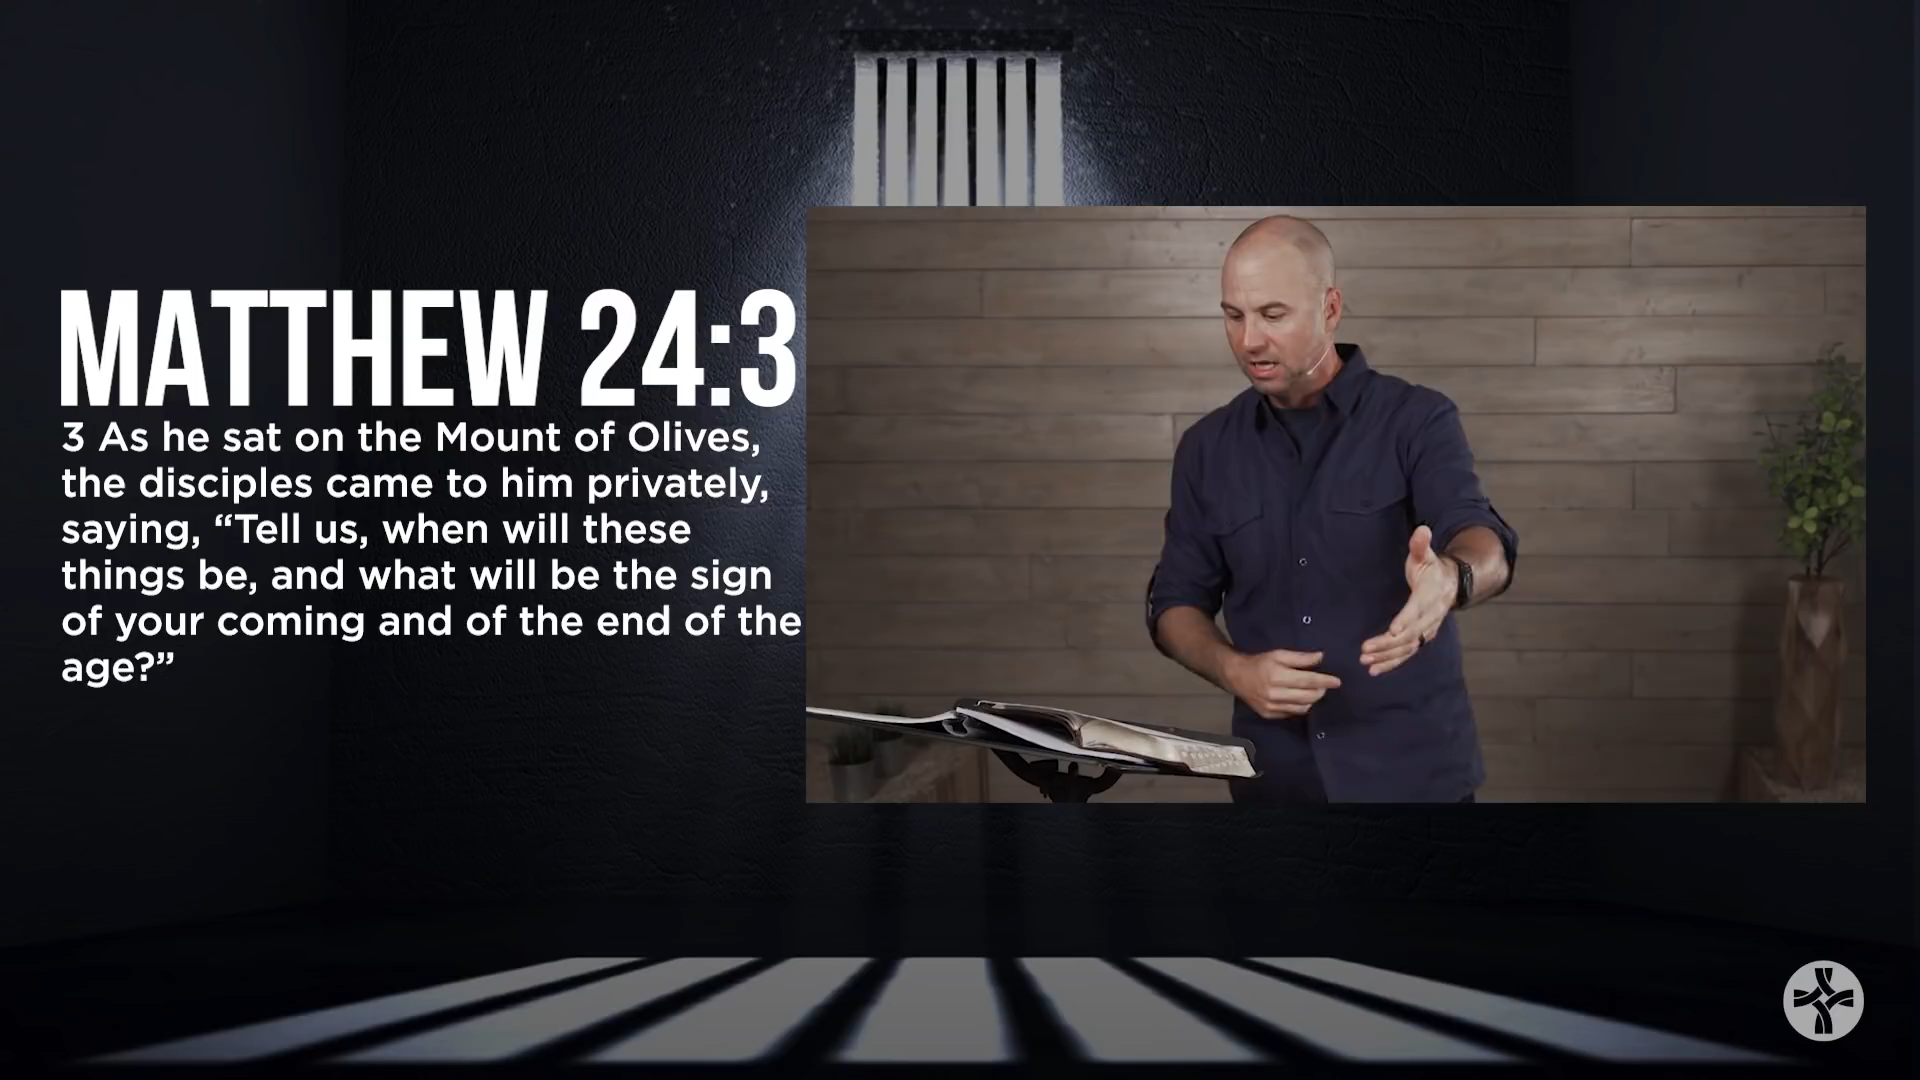 MATTHEW 24:3
3 As he sat on the Mount of Olives,
the disciples came to him privately,
saying, “Tell us, when will these
things be, and what will be the sign
of your coming and of the end of the
age?”